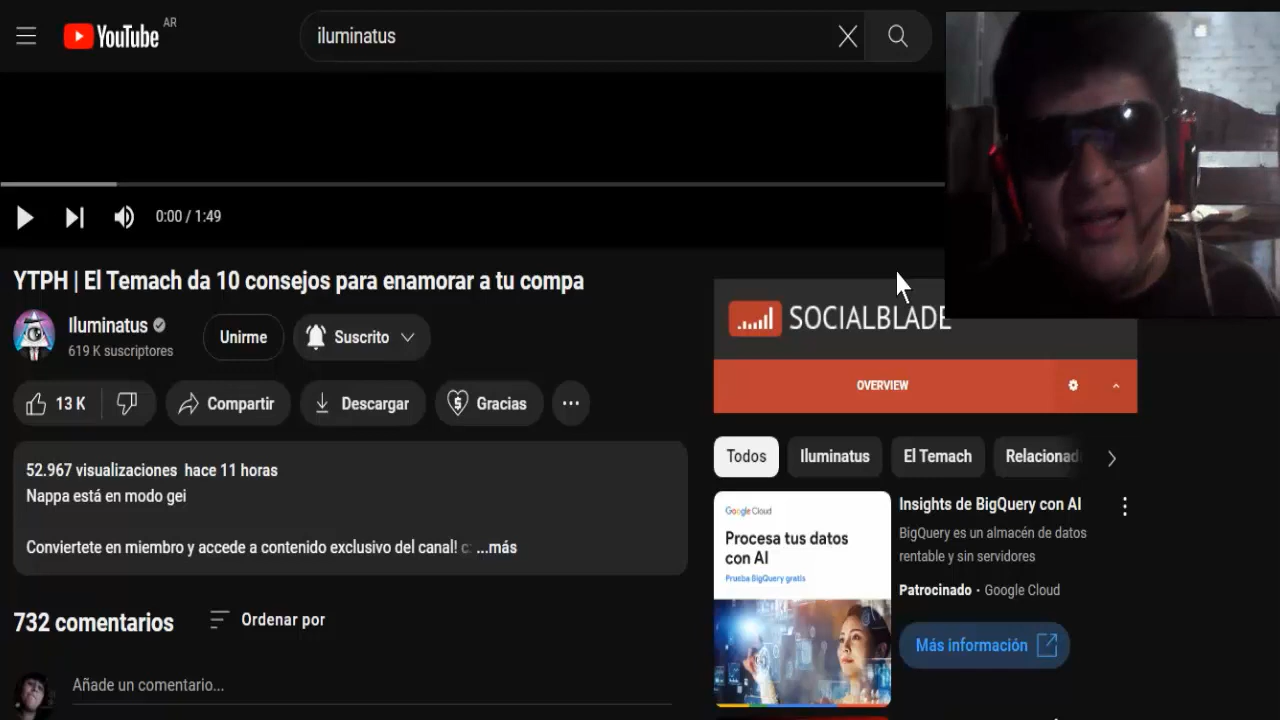 YouTube
AR
iluminatus
0:00 / 1:49
YTPH | El Temach da 10 consejos para enamorar a tu compa
Iluminatus
619 K suscriptores
Unirme
Suscrito
13 K
Compartir
Descargar
Gracias
52.967 visualizaciones hace 11 horas
Nappa está en modo gei
Conviertete en miembro y accede a contenido exclusivo del canal! ...más
732 comentarios
Ordenar por
Añade un comentario...
SOCIALBLADE
OVERVIEW
Todos
Iluminatus
El Temach
Relacionad
Google Cloud
Procesa tus datos
con AI
Prueba BigQuery gratis
Insights de BigQuery con AI
BigQuery es un almacén de datos
rentable y sin servidores
Patrocinado · Google Cloud
Más información